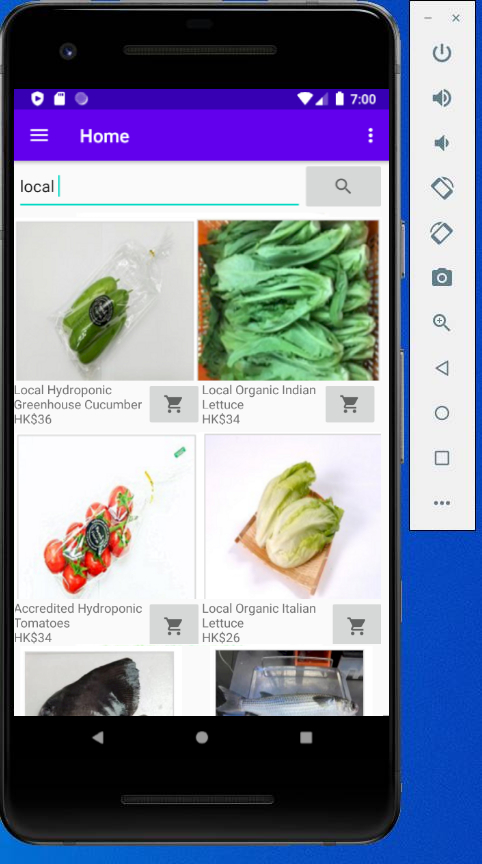 7:00
Home
local
Local Hydroponic
Greenhouse Cucumber
HK$36
Local Organic Indian
Lettuce
HK$34
Accredited Hydroponic
Tomatoes
HK$34
Local Organic Italian
Lettuce
HK$26